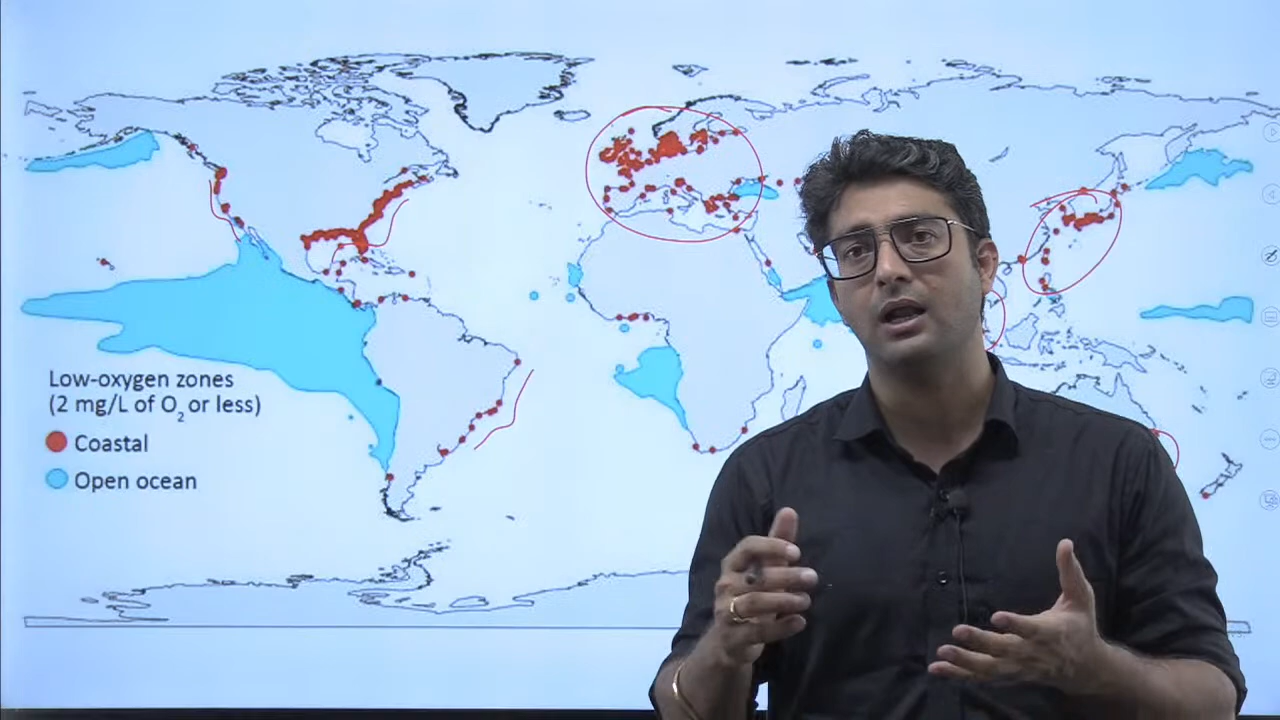 Low-oxygen zones
(2 mg/L of O₂ or less)
Coastal
Open ocean